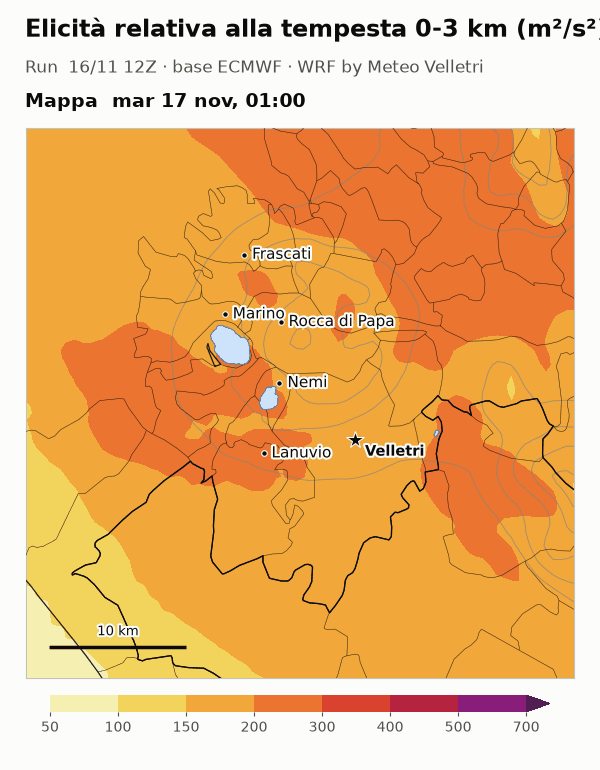 Elicità relativa alla tempesta 0-3 km (m²/s²)
Run 16/11 12Z · base ECMWF · WRF by Meteo Velletri
Mappa mar 17 nov, 01:00
Frascati
Marino
Rocca di Papa
Nemi
Velletri
Lanuvio
10 km
50 100 150 200 300 400 500 700